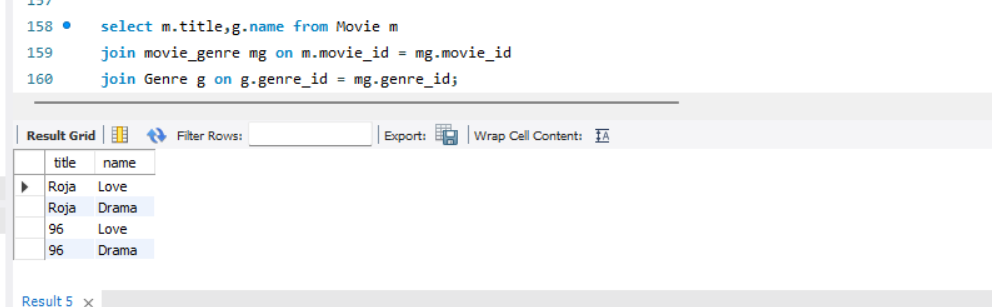 157
158 select m.title,g.name from Movie m
159 join movie_genre mg on m.movie_id = mg.movie_id
160 join Genre g on g.genre_id = mg.genre_id;
Result Grid Filter Rows: Export: Wrap Cell Content: IA
title name
Roja Love
Roja Drama
96 Love
96 Drama
Result 5 ×